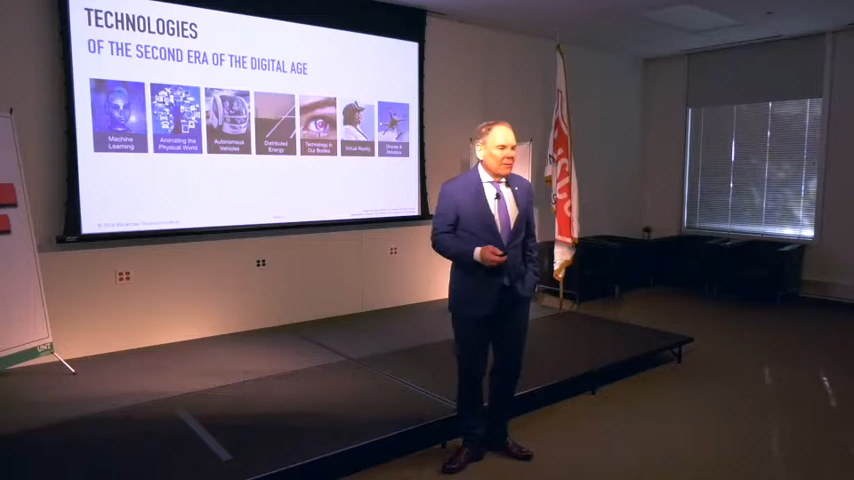 TECHNOLOGIES
OF THE SECOND ERA OF THE DIGITAL AGE
Machine
Learning
Animating the
Physical World
Autonomous
Vehicles
Distributed
Energy
Technology in
Our Bodies
Virtual Reality
Drones &
Robotics